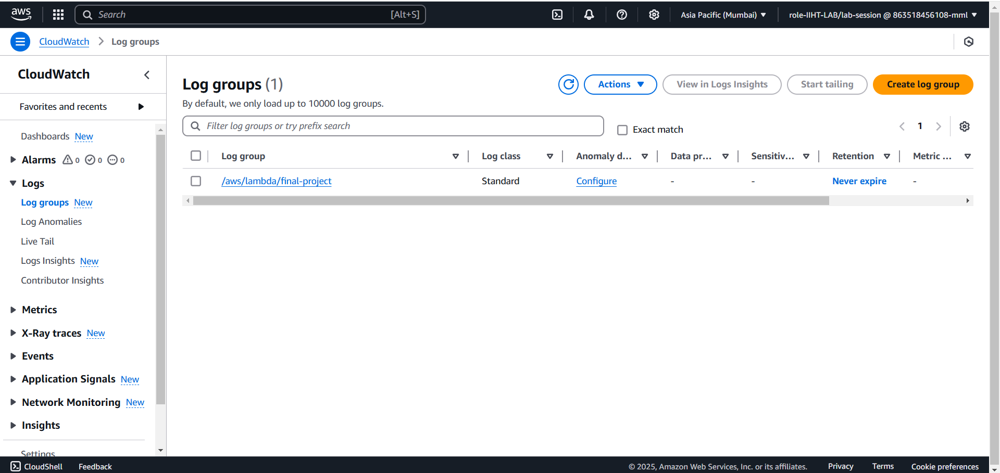 aws
Search [Alt+S]
Asia Pacific (Mumbai)
role-IIHT-LAB/lab-session @ 863518456108-mml
CloudWatch > Log groups
CloudWatch
Favorites and recents
Dashboards New
Alarms 0 0 0
Logs
Log groups New
Log Anomalies
Live Tail
Logs Insights New
Contributor Insights
Metrics
X-Ray traces New
Events
Application Signals New
Network Monitoring New
Insights
Settings
Log groups (1)
Actions
View in Logs Insights
Start tailing
Create log group
By default, we only load up to 10000 log groups.
Filter log groups or try prefix search
Exact match
1
Log group Log class Anomaly d... Data pr... Sensitiv... Retention Metric ...
/aws/lambda/final-project Standard Configure - - Never expire -
CloudShell Feedback © 2025, Amazon Web Services, Inc. or its affiliates. Privacy Terms Cookie preferences